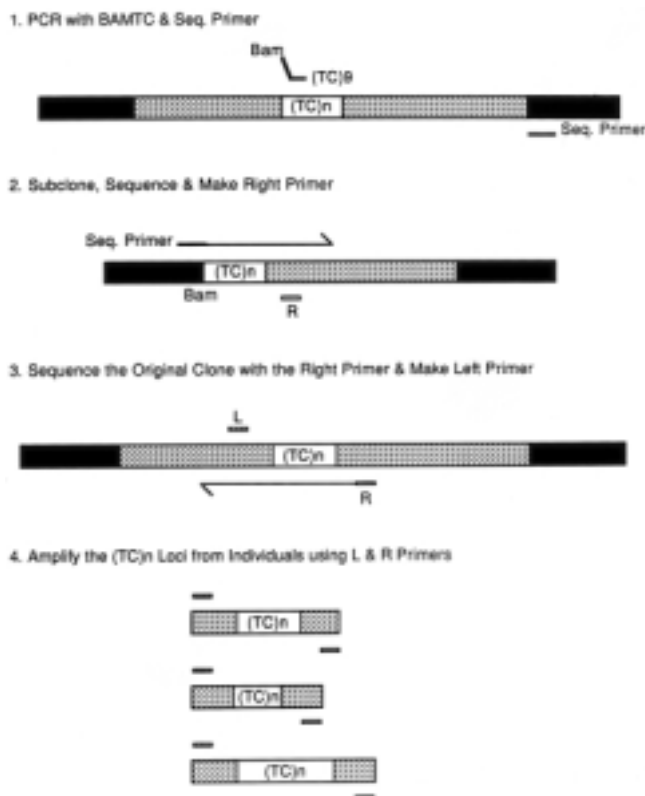 1. PCR with BAMTC & Seq. Primer
Bam
(TC)9
(TC)n
Seq. Primer
2. Subclone, Sequence & Make Right Primer
Seq. Primer
(TC)n
Bam
R
3. Sequence the Original Clone with the Right Primer & Make Left Primer
L
(TC)n
R
4. Amplify the (TC)n Loci from Individuals using L & R Primers
(TC)n
(TC)n
(TC)n